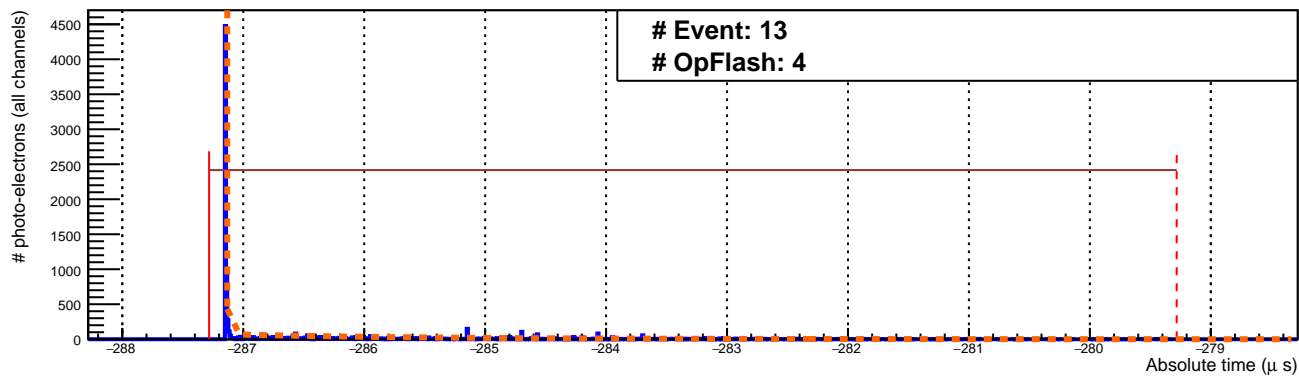 # Event: 13
# OpFlash: 4
# photo-electrons (all channels)
4500
4000
3500
3000
2500
2000
1500
1000
500
0
−288 −287 −286 −285 −284 −283 −282 −281 −280 −279
Absolute time (μ s)